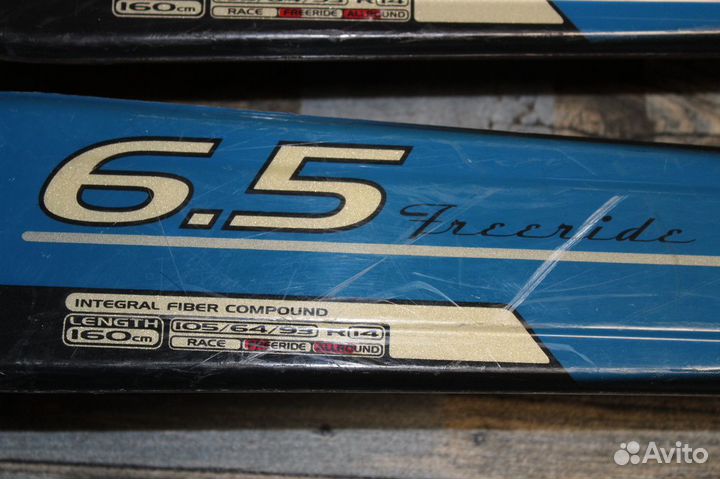 160cm
RACE FREERIDE ALLROUND
6.5 Freeride
INTEGRAL FIBER COMPOUND
LENGTH 105/64/93 R14
160cm RACE FREERIDE ALLROUND
Avito